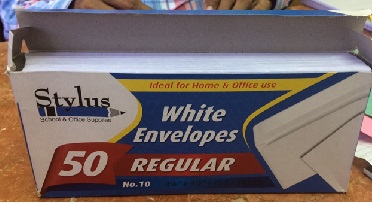 Ideal for Home & Office use
Stylus
School & Office Supplies
White
Envelopes
50 REGULAR
No. 10